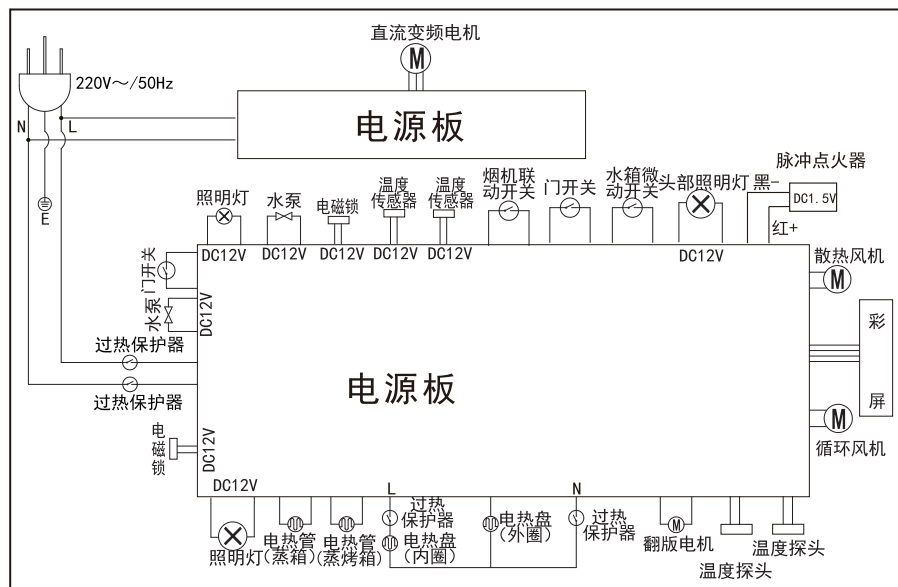 直流变频电机
M
220V～/50Hz
N
L
电源板
E
照明灯
水泵
电磁锁
温度
传感器
温度
传感器
烟机联
动开关
门开关
水箱微
动开关
头部照明灯
黑-
红+
脉冲点火器
DC1.5V
DC12V
DC12V
DC12V
DC12V
DC12V
DC12V
门开关
水泵
DC12V
散热风机
M
彩
屏
过热保护器
过热保护器
电源板
电
磁
锁
DC12V
M
循环风机
DC12V
L
N
照明灯
电热管
(蒸箱)
电热管
(蒸烤箱)
过热
保护器
电热盘
(内圈)
电热盘
(外圈)
过热
保护器
M
翻版电机
温度探头
温度探头